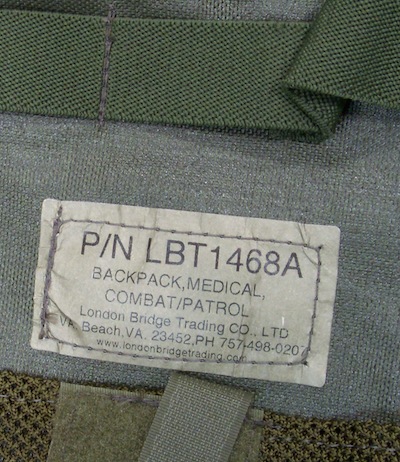 P/N LBT1468A
BACKPACK,MEDICAL,
COMBAT/PATROL
London Bridge Trading CO., LTD
VA. Beach,VA. 23452,PH 757-498-0207
www.londonbridgetrading.com